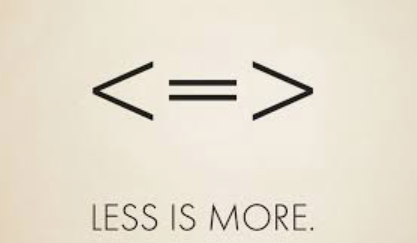 < = >
LESS IS MORE.